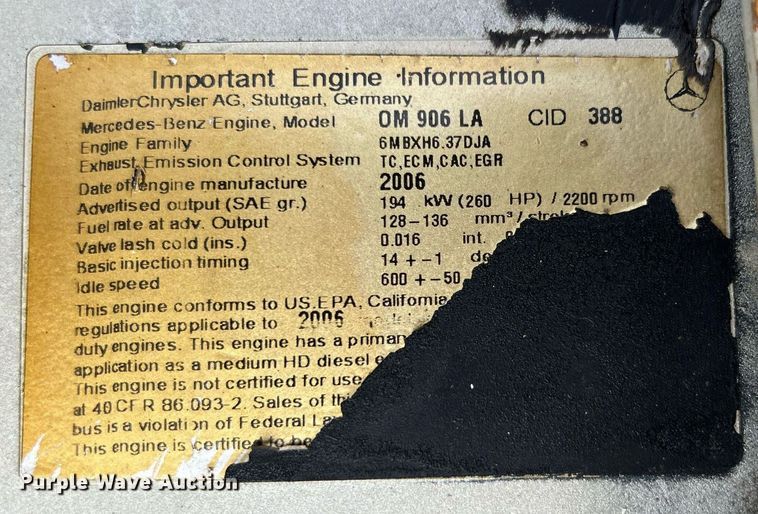 Important Engine Information
DaimlerChrysler AG, Stuttgart, Germany
Mercedes-Benz Engine, Model OM 906 LA CID 388
Engine Family 6MBXH6.37DJA
Exhaust Emission Control System TC,ECM,CAC,EGR
Date of engine manufacture 2006
Advertised output (SAE gr.) 194 kW (260 HP) / 2200 rpm
Fuel rate at adv. Output 128-136 mm³ /
Valve lash cold (ins.) 0.016 int.
Basic injection timing 14 +-1 de
Idle speed 600 +-50
This engine conforms to US.EPA, California
regulations applicable to 2006
duty engines. This engine has a primar
application as a medium HD diesel e
This engine is not certified for use
at 40 CFR 86.093-2. Sales of thi
bus is a violation of Federal La
This engine is certified to be
Purple Wave Auction